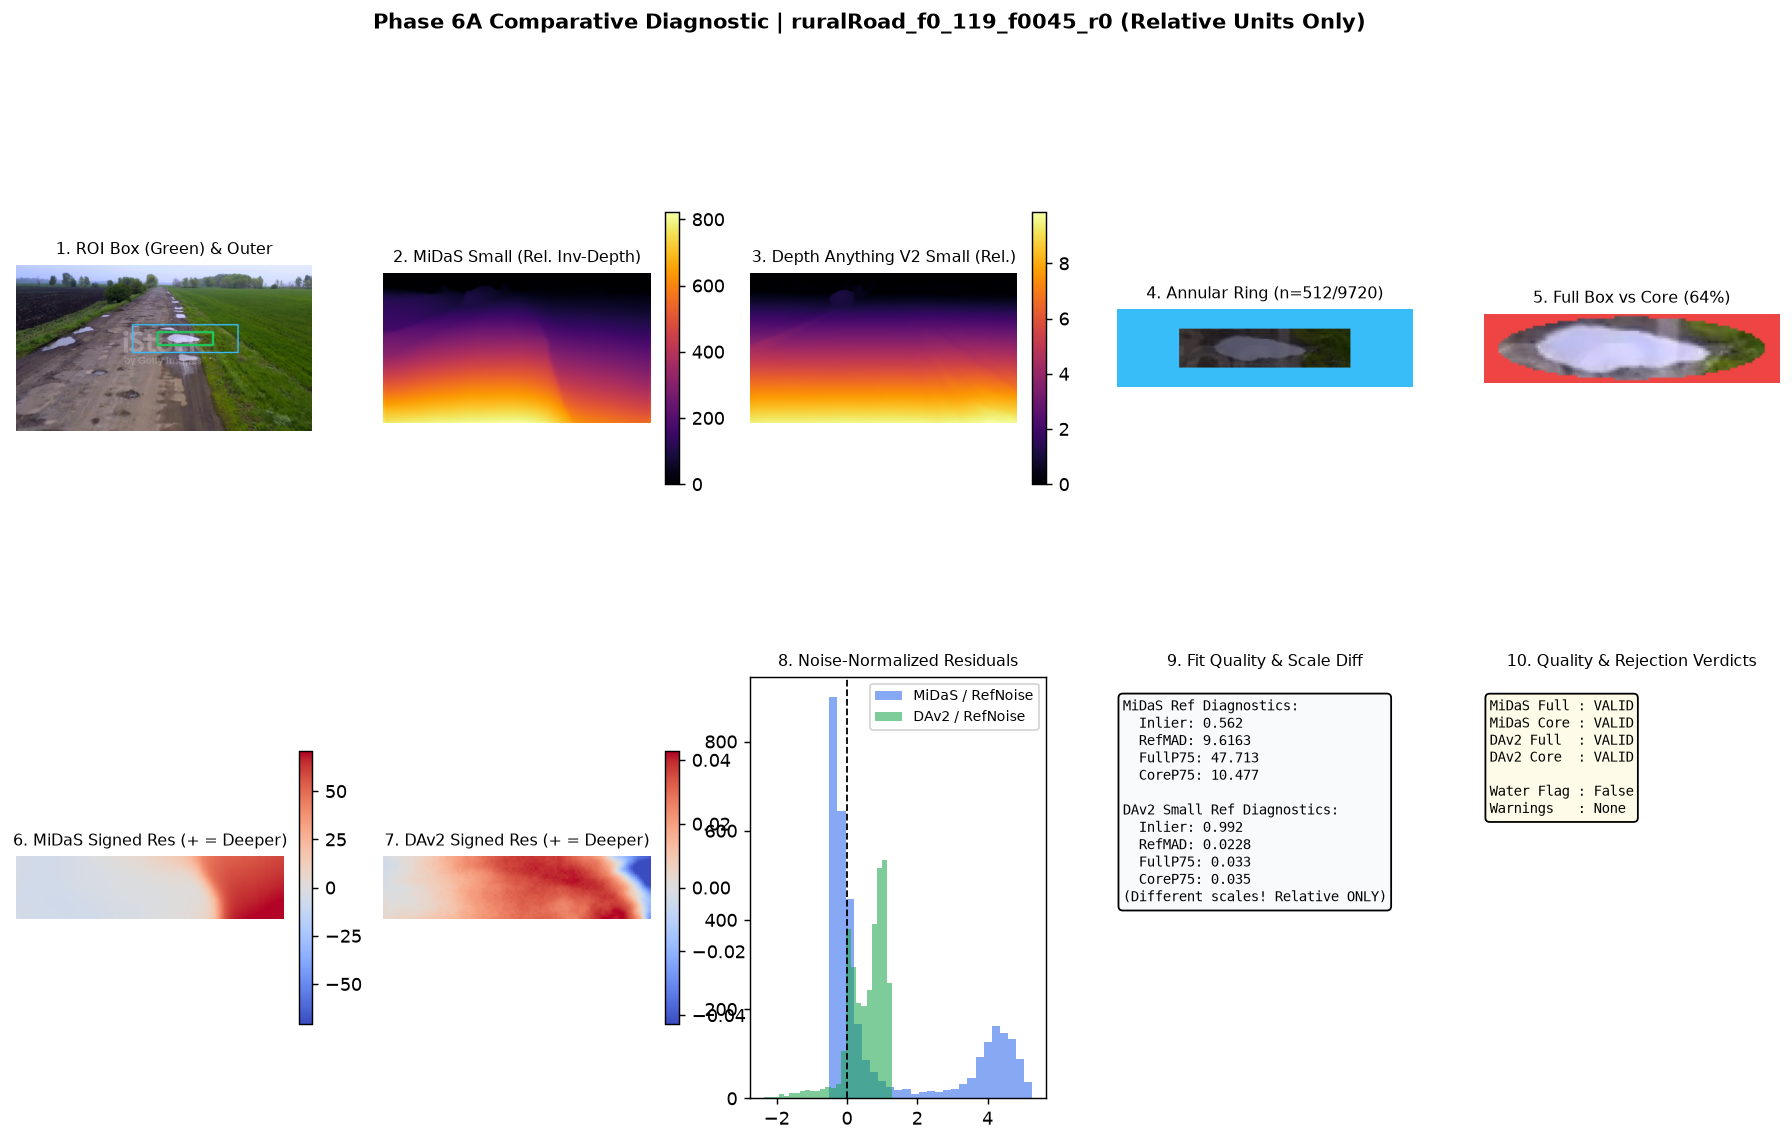 Phase 6A Comparative Diagnostic | ruralRoad_f0_119_f0045_r0 (Relative Units Only)
1. ROI Box (Green) & Outer
iStock
by Getty Images
2. MiDaS Small (Rel. Inv-Depth)
800
600
400
200
0
3. Depth Anything V2 Small (Rel.)
8
6
4
2
0
4. Annular Ring (n=512/9720)
5. Full Box vs Core (64%)
6. MiDaS Signed Res (+ = Deeper)
50
25
0
−25
−50
7. DAv2 Signed Res (+ = Deeper)
0.04
0.02
0.00
−0.02
−0.04
8. Noise-Normalized Residuals
MiDaS / RefNoise
DAv2 / RefNoise
800
600
400
200
0
−2
0
2
4
9. Fit Quality & Scale Diff
MiDaS Ref Diagnostics:
Inlier: 0.562
RefMAD: 9.6163
FullP75: 47.713
CoreP75: 10.477
DAv2 Small Ref Diagnostics:
Inlier: 0.992
RefMAD: 0.0228
FullP75: 0.033
CoreP75: 0.035
(Different scales! Relative ONLY)
10. Quality & Rejection Verdicts
MiDaS Full : VALID
MiDaS Core : VALID
DAv2 Full  : VALID
DAv2 Core  : VALID
Water Flag : False
Warnings   : None